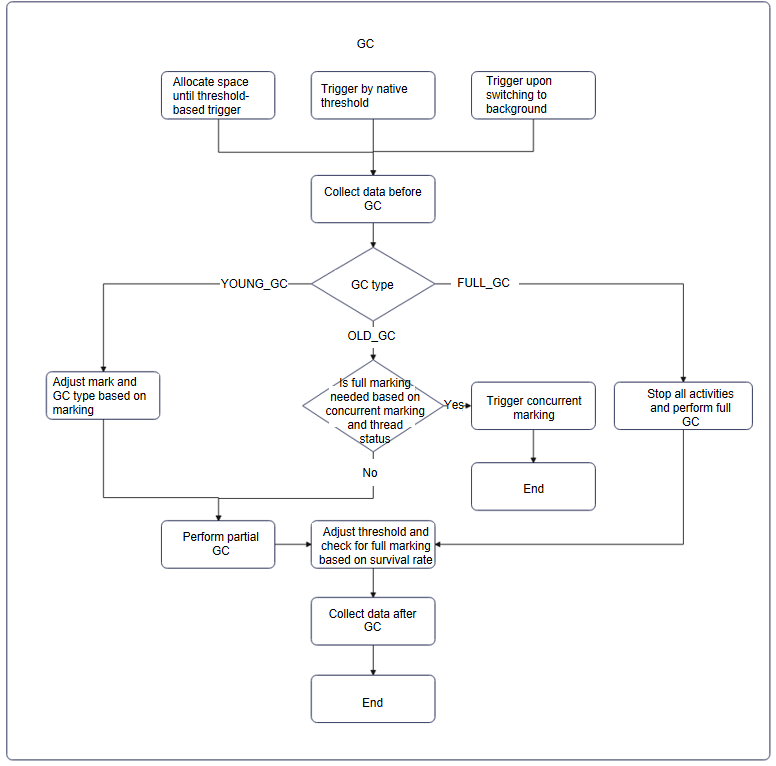 GC
Allocate space
until threshold-
based trigger
Trigger by native
threshold
Trigger upon
switching to
background
Collect data before
GC
YOUNG_GC
GC type
FULL_GC
OLD_GC
Adjust mark and
GC type based on
marking
Is full marking
needed based on
concurrent marking
and thread
status
Yes
Trigger concurrent
marking
Stop all activities
and perform full
GC
No
End
Perform partial
GC
Adjust threshold and
check for full marking
based on survival rate
Collect data after
GC
End